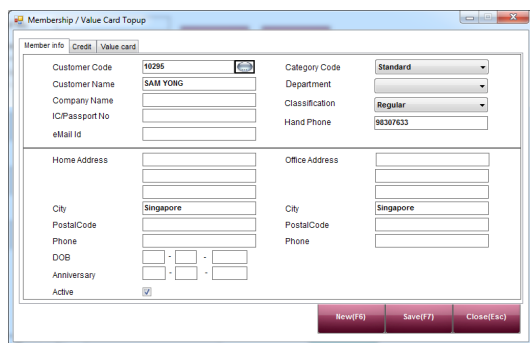 Membership / Value Card Topup
Member info Credit Value card
Customer Code 10295 Category Code Standard
Customer Name SAM YONG Department
Company Name Classification Regular
IC/Passport No Hand Phone 98307633
eMail Id
Home Address Office Address
City Singapore City Singapore
PostalCode PostalCode
Phone Phone
DOB - -
Anniversary - -
Active
New(F6) Save(F7) Close(Esc)